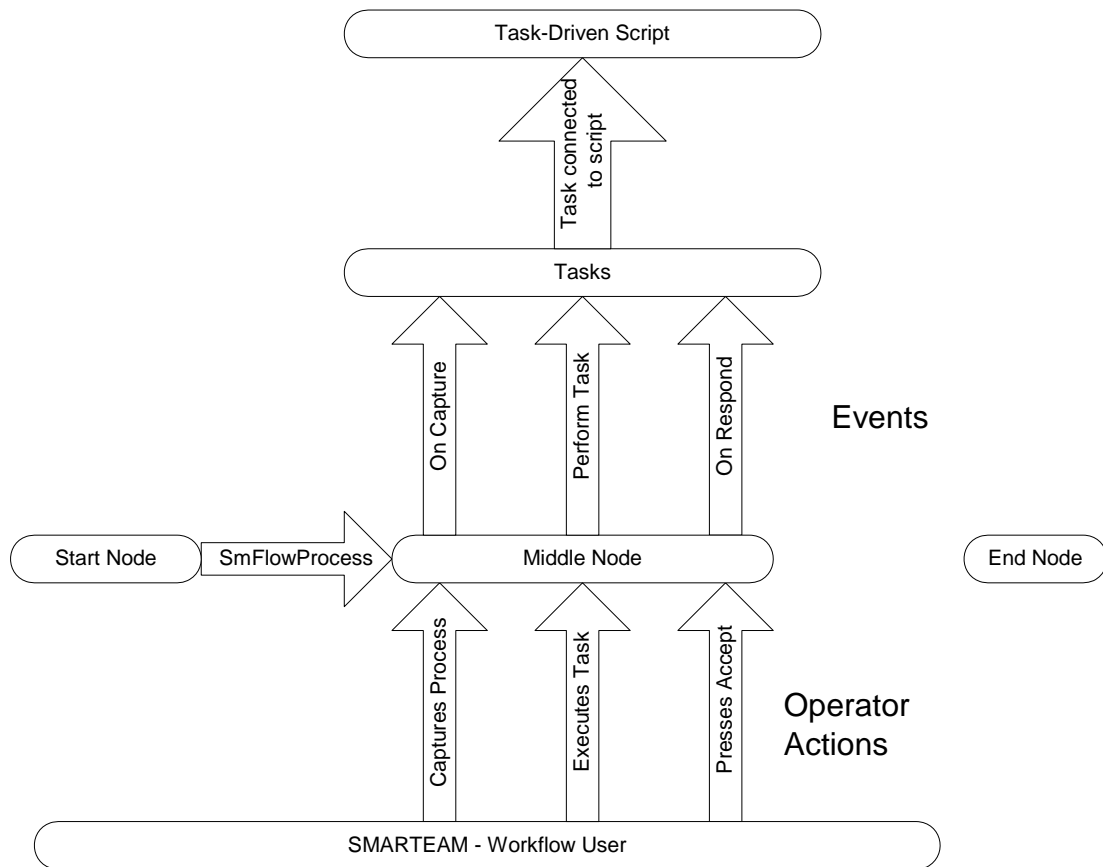 Task-Driven Script
Task connected
to script
Tasks
On Capture
Perform Task
On Respond
Events
Start Node
SmFlowProcess
Middle Node
End Node
Captures Process
Executes Task
Presses Accept
Operator
Actions
SMARTEAM - Workflow User